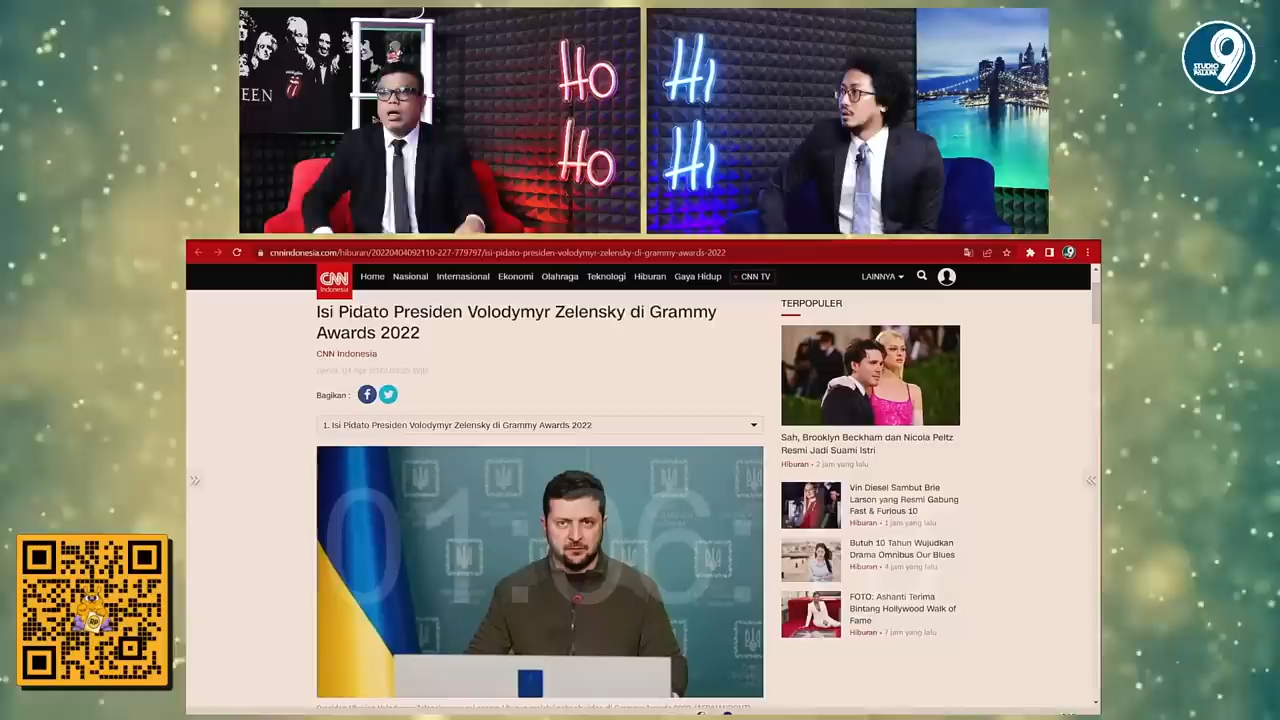 EEN
Ho
Ho
Hi
Hi
9
STUDIO
cnnindonesia.com/hiburan/20220404092110-227-779797/isi-pidato-presiden-volodymyr-zelensky-di-grammy-awards-2022
CNN
Indonesia
Home Nasional Internasional Ekonomi Olahraga Teknologi Hiburan Gaya Hidup CNN TV LAINNYA
Isi Pidato Presiden Volodymyr Zelensky di Grammy
Awards 2022
CNN Indonesia
Bagikan :
1. Isi Pidato Presiden Volodymyr Zelensky di Grammy Awards 2022
01:06:
TERPOPULER
Sah, Brooklyn Beckham dan Nicola Peltz
Resmi Jadi Suami Istri
Hiburan • 2 jam yang lalu
Vin Diesel Sambut Brie
Larson yang Resmi Gabung
Fast & Furious 10
Hiburan • 1 jam yang lalu
Butuh 10 Tahun Wujudkan
Drama Omnibus Our Blues
Hiburan • 4 jam yang lalu
FOTO: Ashanti Terima
Bintang Hollywood Walk of
Fame
Hiburan • 7 jam yang lalu
RP